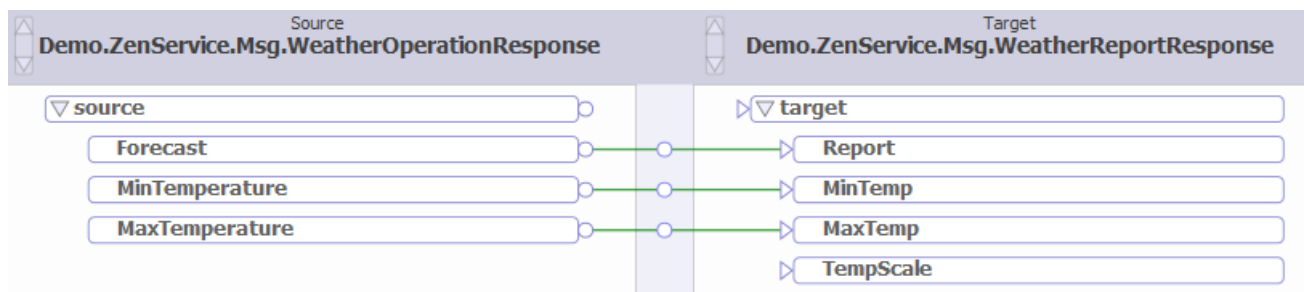 Source
Demo.ZenService.Msg.WeatherOperationResponse
Target
Demo.ZenService.Msg.WeatherReportResponse
source
target
Forecast
Report
MinTemperature
MinTemp
MaxTemperature
MaxTemp
TempScale